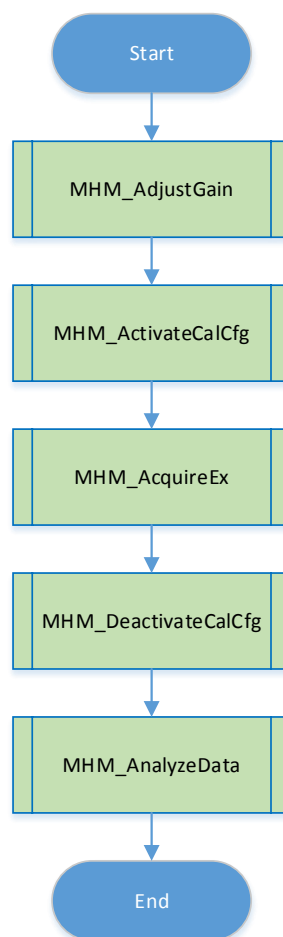 Start
MHM_AdjustGain
MHM_ActivateCalCfg
MHM_AcquireEx
MHM_DeactivateCalCfg
MHM_AnalyzeData
End